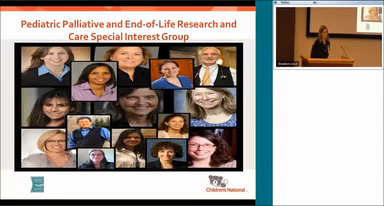 Pediatric Palliative and End-of-Life Research and
Care Special Interest Group
Children's National